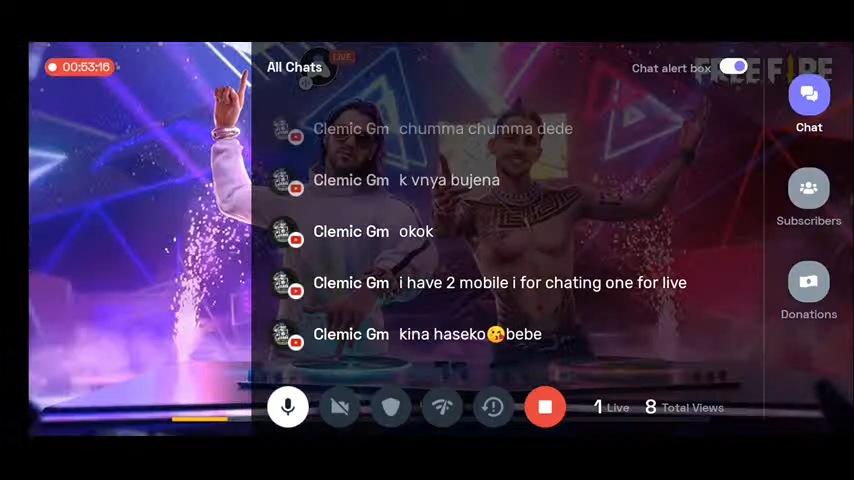 00:53:16
All Chats
LIVE
Chat alert box
FREE FIRE
Clemic Gm chumma chumma dede
Clemic Gm k vnya bujena
Clemic Gm okok
Clemic Gm i have 2 mobile i for chating one for live
Clemic Gm kina haseko😘bebe
Chat
Subscribers
Donations
1 Live 8 Total Views